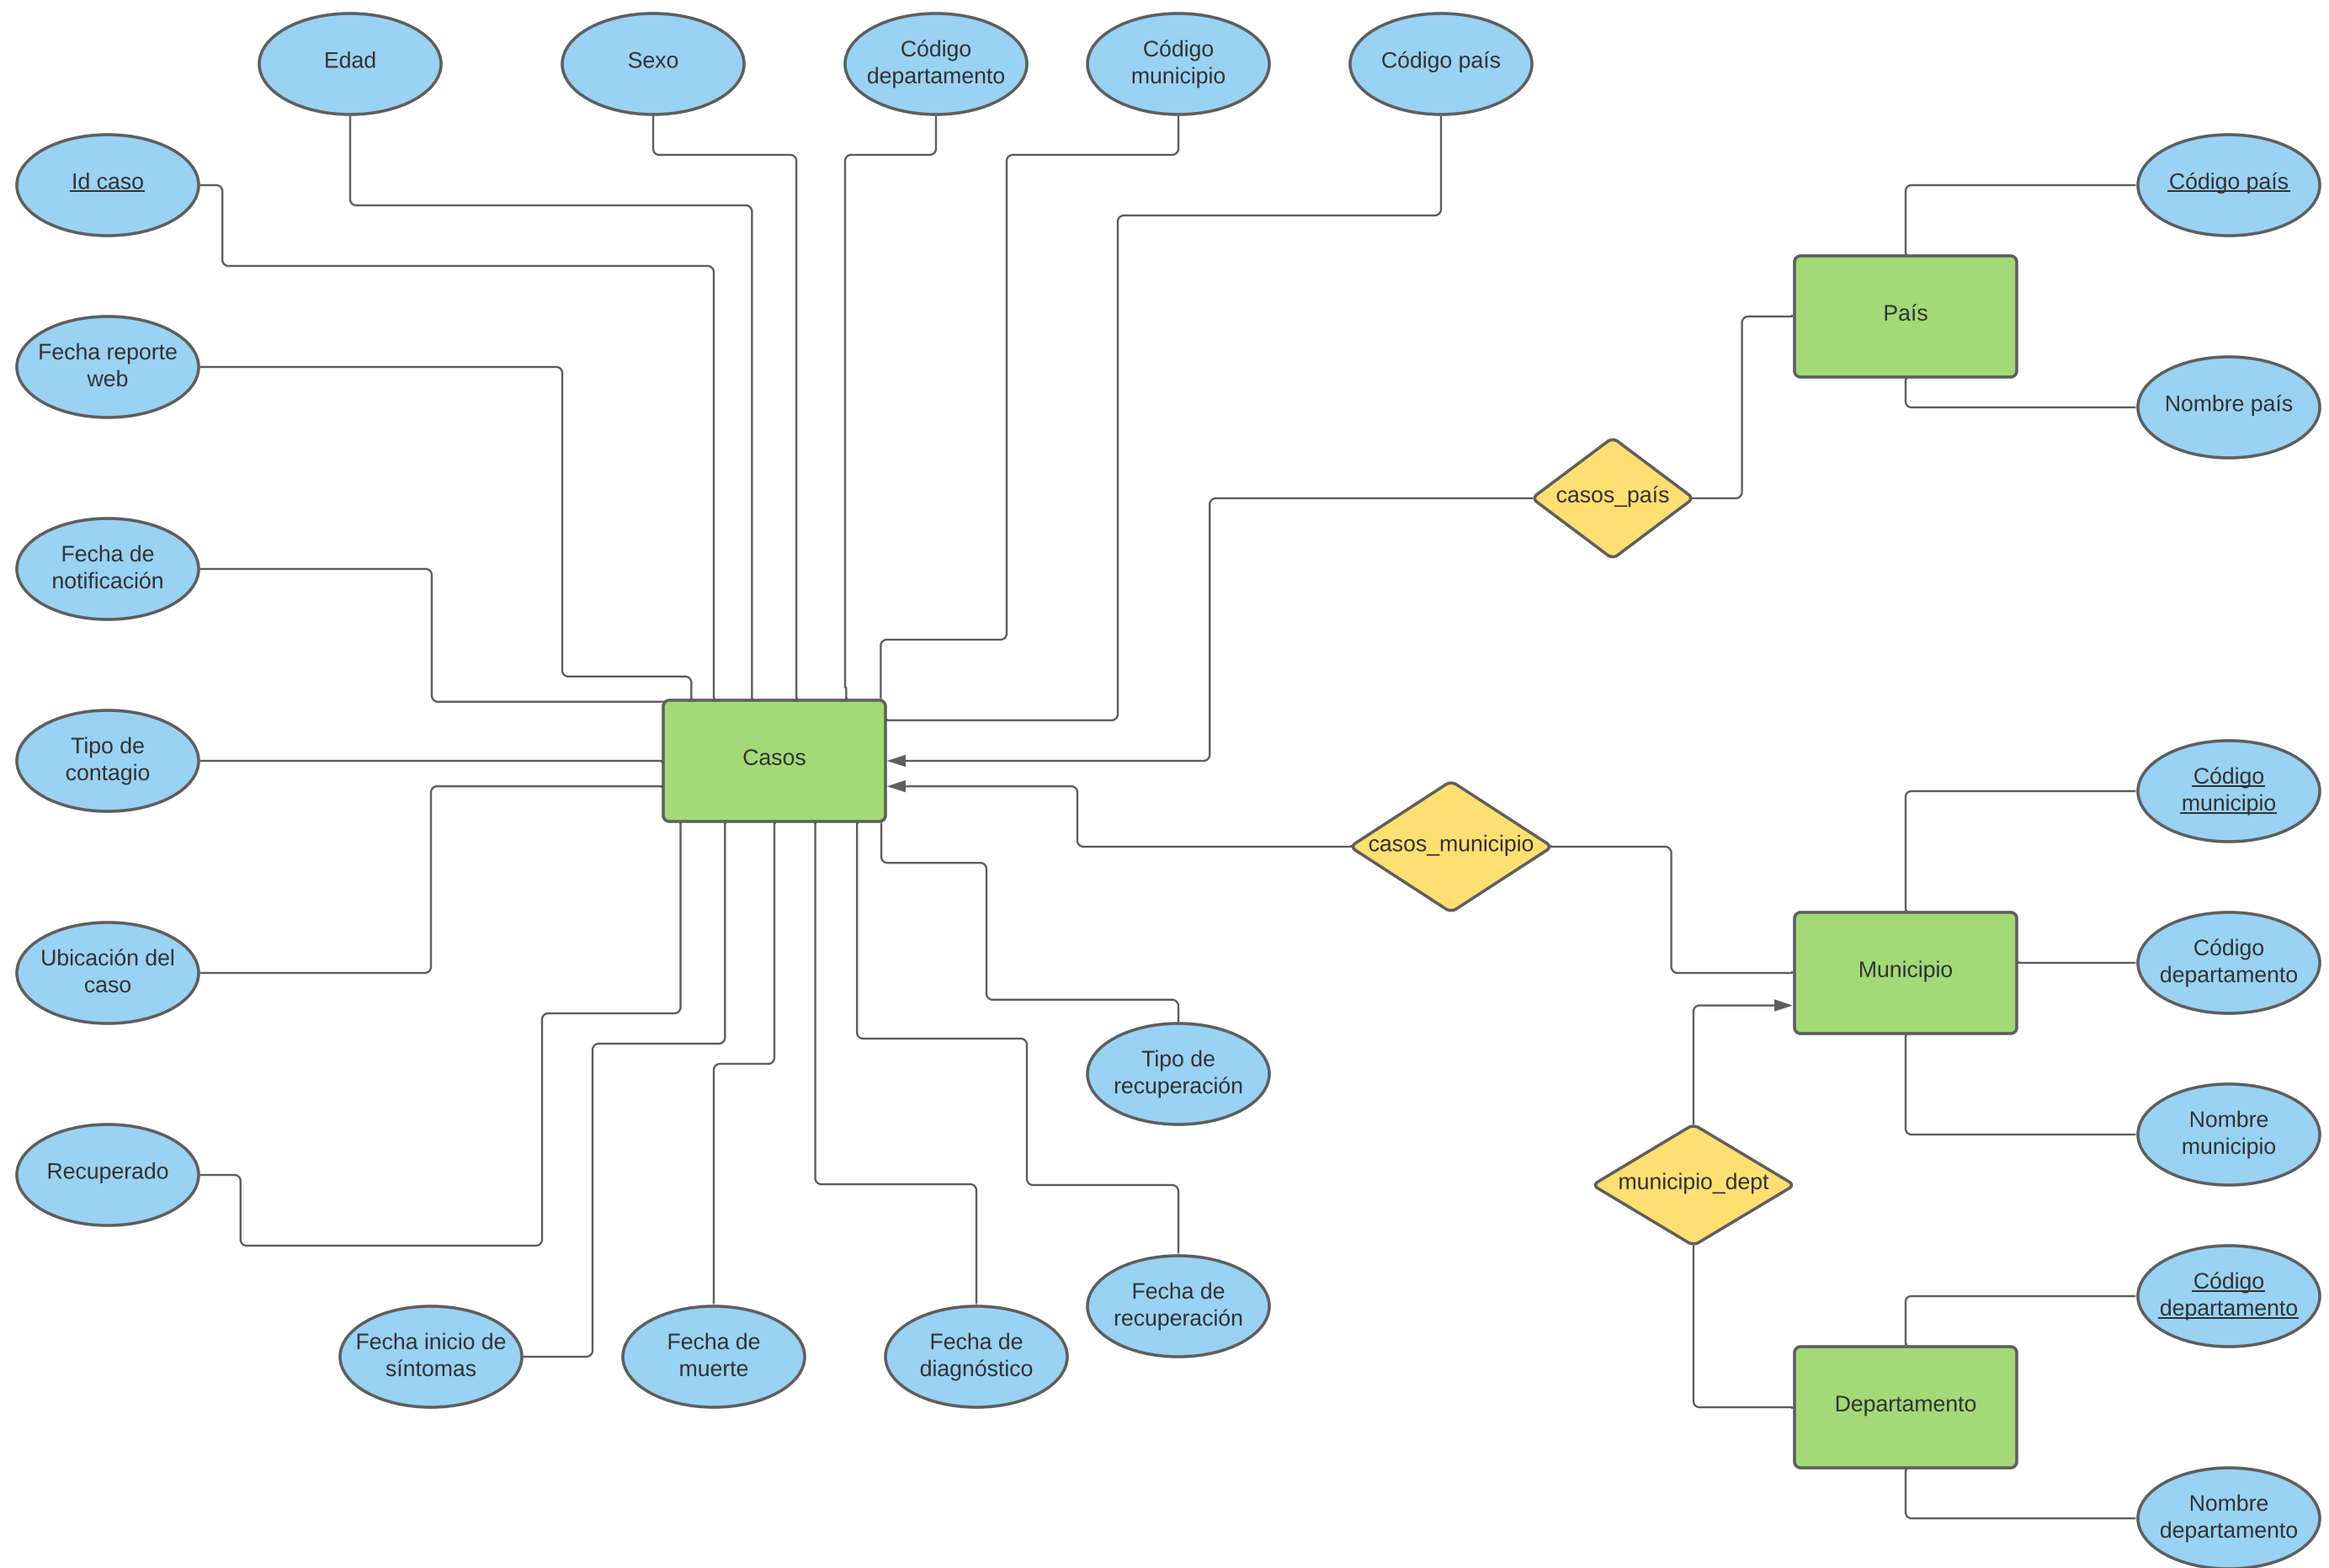 Edad
Sexo
Código
departamento
Código
municipio
Código país
Id caso
Código país
País
Fecha reporte
web
Nombre país
casos_país
Fecha de
notificación
Tipo de
contagio
Casos
Código
municipio
casos_municipio
Ubicación del
caso
Municipio
Código
departamento
Tipo de
recuperación
Nombre
municipio
Recuperado
municipio_dept
Fecha de
recuperación
Código
departamento
Fecha inicio de
síntomas
Fecha de
muerte
Fecha de
diagnóstico
Departamento
Nombre
departamento